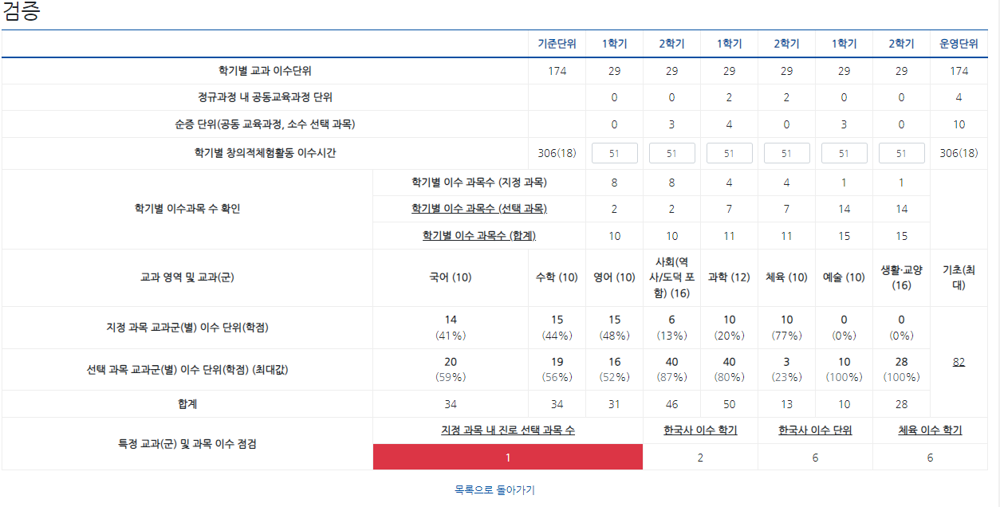 검증
기준단위 1학기 2학기 1학기 2학기 1학기 2학기 운영단위
학기별 교과 이수단위 174 29 29 29 29 29 29 174
정규과정 내 공동교육과정 단위 0 0 2 2 0 0 4
순증 단위(공동 교육과정, 소수 선택 과목) 0 3 4 0 3 0 10
학기별 창의적체험활동 이수시간 306(18) 51 51 51 51 51 51 306(18)
학기별 이수과목 수 확인
학기별 이수 과목수 (지정 과목) 8 8 4 4 1 1
학기별 이수 과목수 (선택 과목) 2 2 7 7 14 14
학기별 이수 과목수 (합계) 10 10 11 11 15 15
교과 영역 및 교과(군) 국어 (10) 수학 (10) 영어 (10) 사회(역
사/도덕 포
함) (16) 과학 (12) 체육 (10) 예술 (10) 생활·교양
(16) 기초(최
대)
지정 과목 교과군(별) 이수 단위(학점)
14 15 15 6 10 10 0 0
(41%) (44%) (48%) (13%) (20%) (77%) (0%) (0%)
선택 과목 교과군(별) 이수 단위(학점) (최대값)
20 19 16 40 40 3 10 28
(59%) (56%) (52%) (87%) (80%) (23%) (100%) (100%)
82
합계 34 34 31 46 50 13 10 28
특정 교과(군) 및 과목 이수 점검
지정 과목 내 진로 선택 과목 수 한국사 이수 학기 한국사 이수 단위 체육 이수 학기
1 2 6 6
목록으로 돌아가기